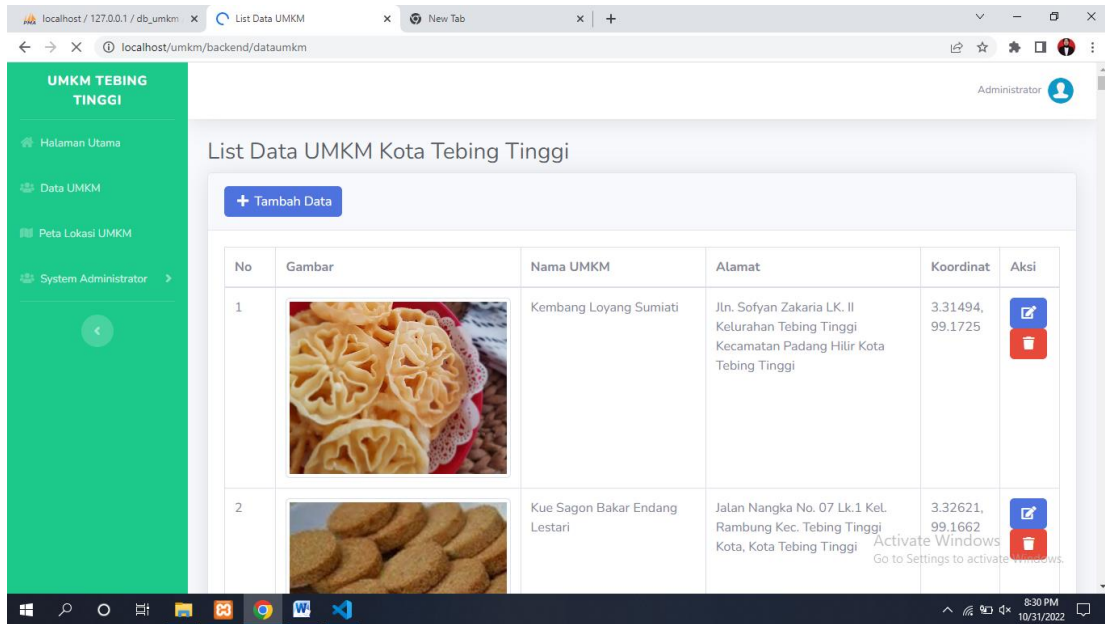 localhost / 127.0.0.1 / db_umkm
List Data UMKM
New Tab
localhost/umkm/backend/dataumkm
UMKM TEBING
TINGGI
Administrator
Halaman Utama
Data UMKM
Peta Lokasi UMKM
System Administrator
List Data UMKM Kota Tebing Tinggi
+ Tambah Data
No Gambar Nama UMKM Alamat Koordinat Aksi
1 Kembang Loyang Sumiati Jln. Sofyan Zakaria LK. II 3.31494,
Kelurahan Tebing Tinggi 99.1725
Kecamatan Padang Hilir Kota
Tebing Tinggi
2 Kue Sagon Bakar Endang Jalan Nangka No. 07 Lk.1 Kel. 3.32621,
Lestari Rambung Kec. Tebing Tinggi 99.1662
Kota, Kota Tebing Tinggi
Activate Windows
Go to Settings to activate Windows.
8:30 PM
10/31/2022